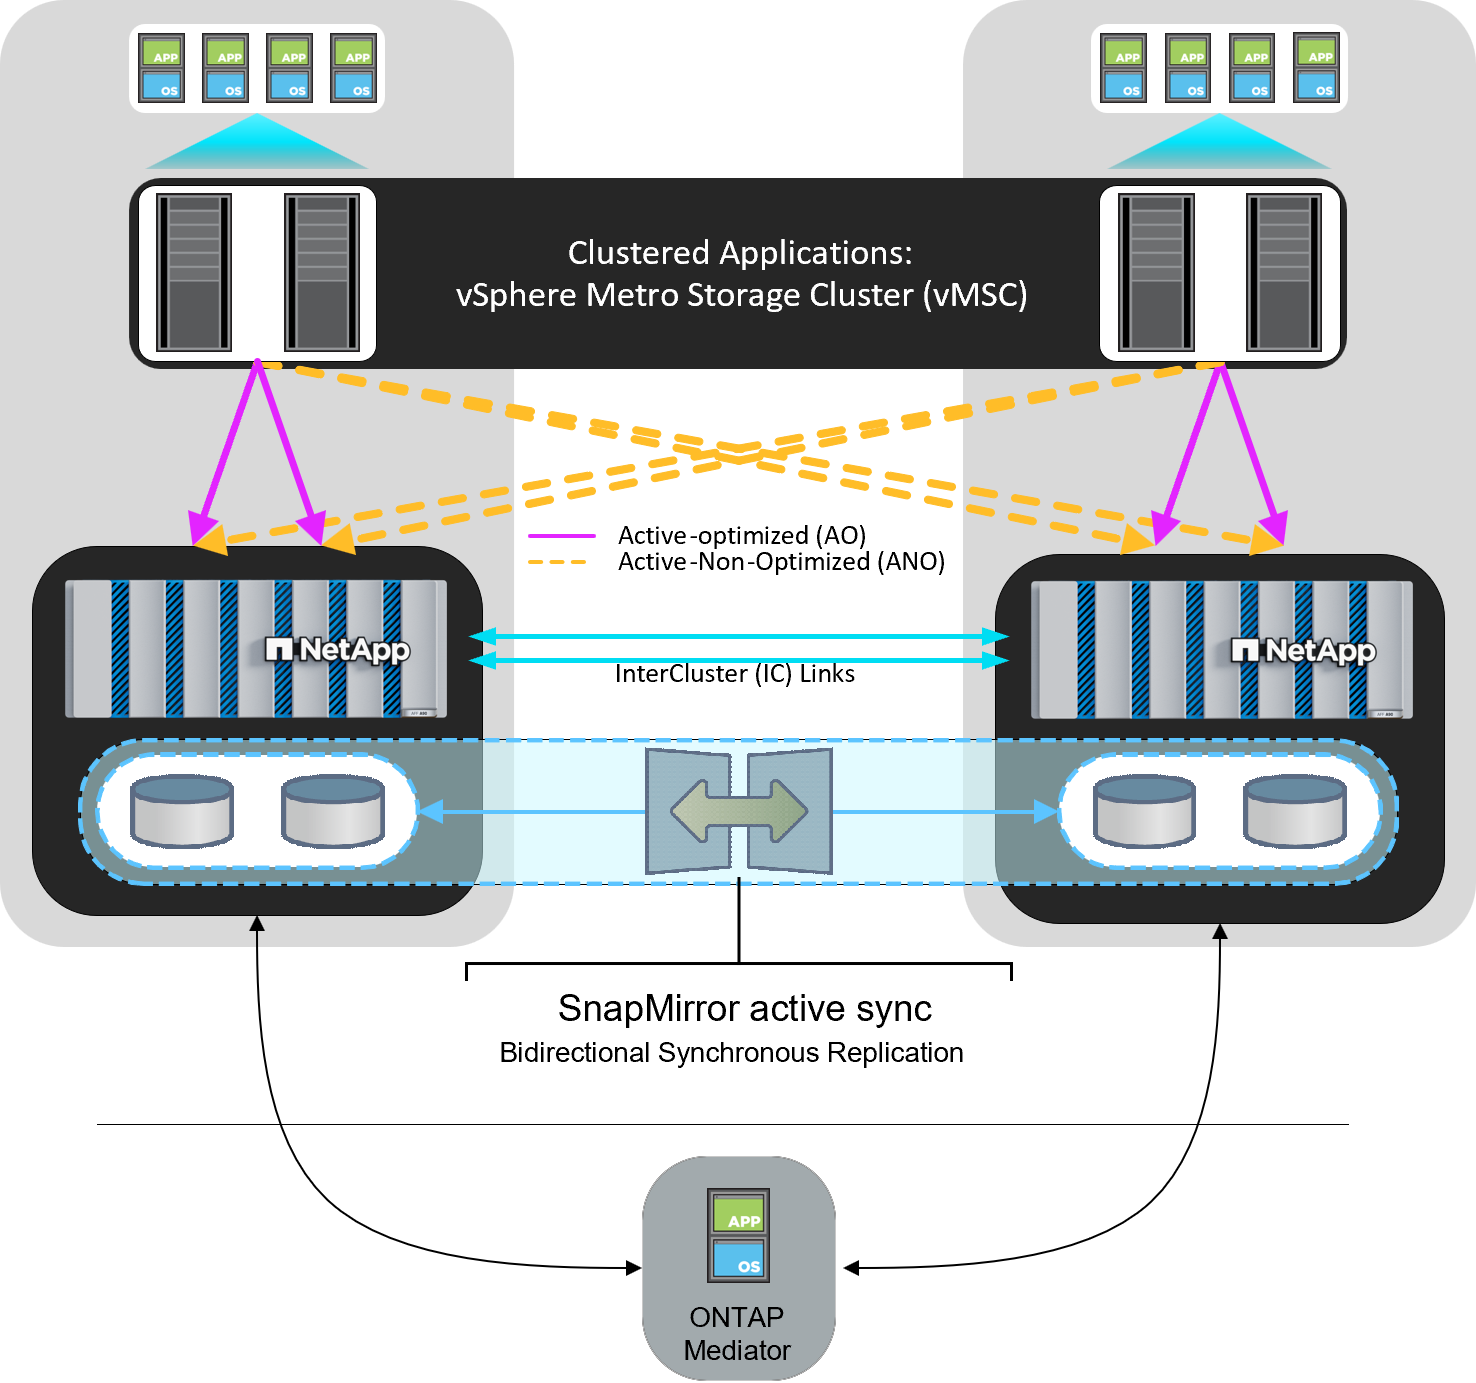 APP APP APP APP
OS OS OS OS
APP APP APP APP
OS OS OS OS
Clustered Applications:
vSphere Metro Storage Cluster (vMSC)
Active-optimized (AO)
Active-Non-Optimized (ANO)
NetApp
NetApp
InterCluster (IC) Links
SnapMirror active sync
Bidirectional Synchronous Replication
APP
OS
ONTAP
Mediator